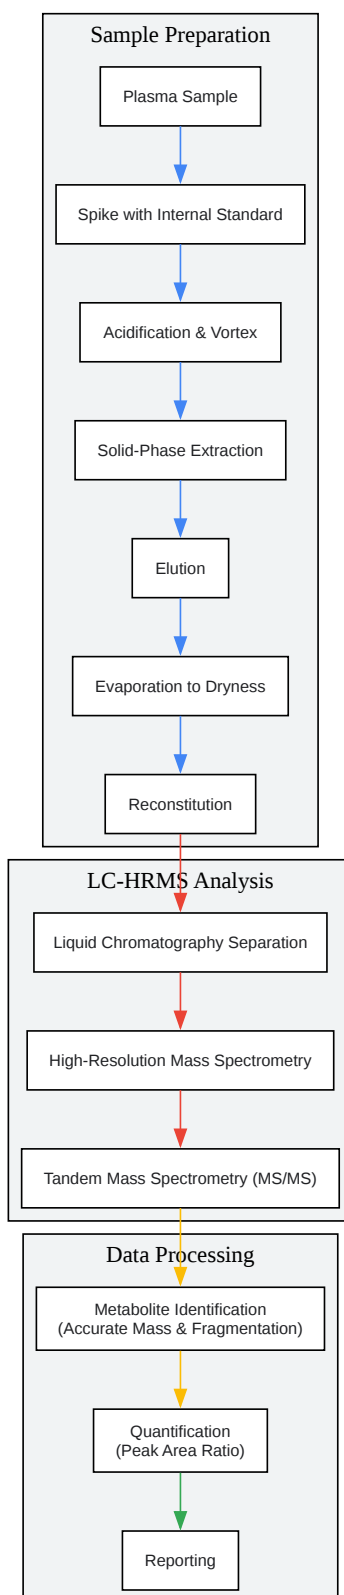 Sample Preparation
Plasma Sample
Spike with Internal Standard
Acidification & Vortex
Solid-Phase Extraction
Elution
Evaporation to Dryness
Reconstitution
LC-HRMS Analysis
Liquid Chromatography Separation
High-Resolution Mass Spectrometry
Tandem Mass Spectrometry (MS/MS)
Data Processing
Metabolite Identification
(Accurate Mass & Fragmentation)
Quantification
(Peak Area Ratio)
Reporting